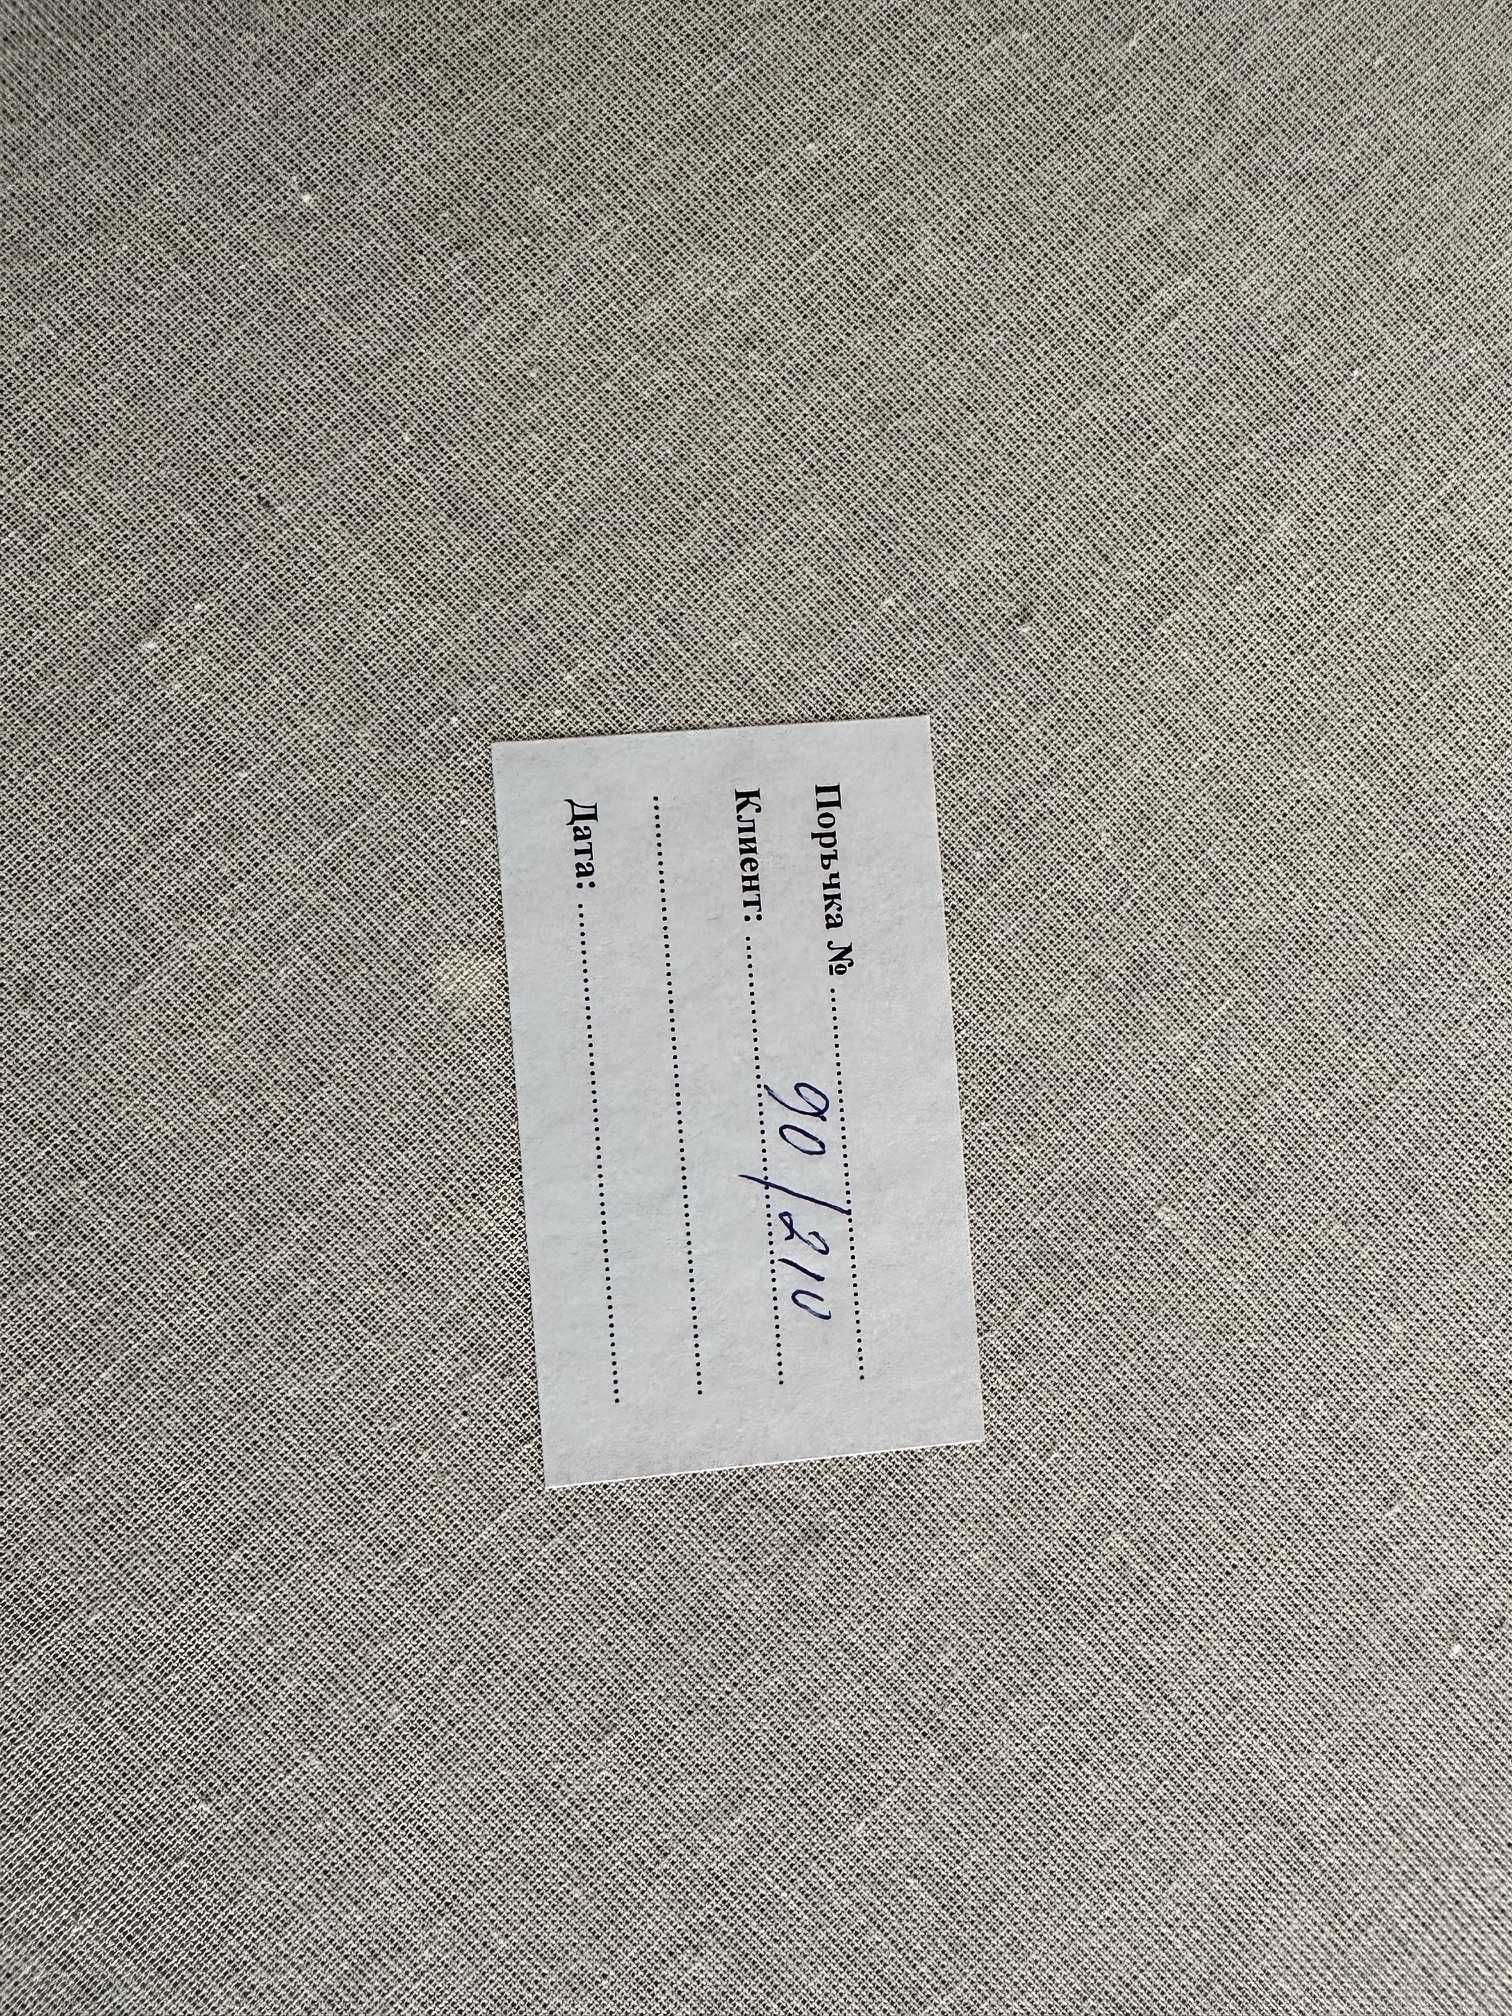 Поръчка № ........................................
90/210
Клиент: ........................................
........................................
Дата: ........................................